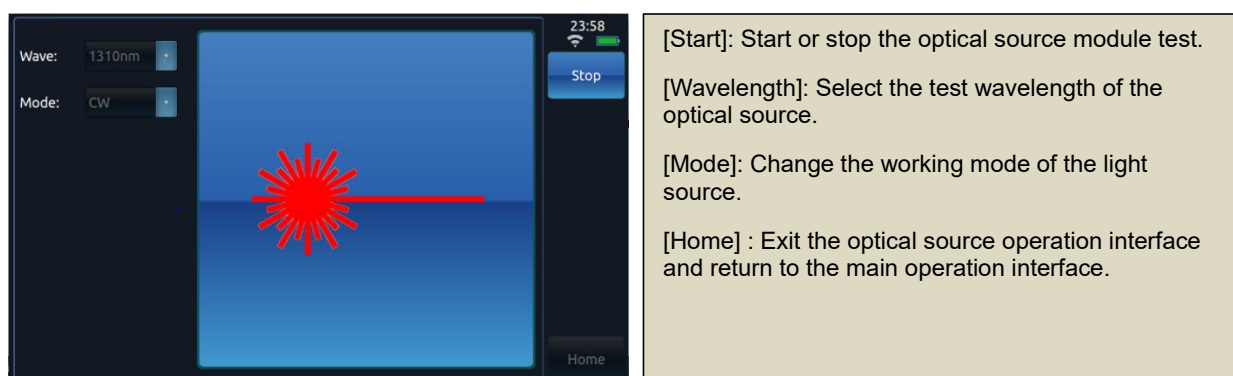 23:58
Wave: 1310nm
Stop
Mode: CW
Home
[Start]: Start or stop the optical source module test.
[Wavelength]: Select the test wavelength of the
optical source.
[Mode]: Change the working mode of the light
source.
[Home] : Exit the optical source operation interface
and return to the main operation interface.